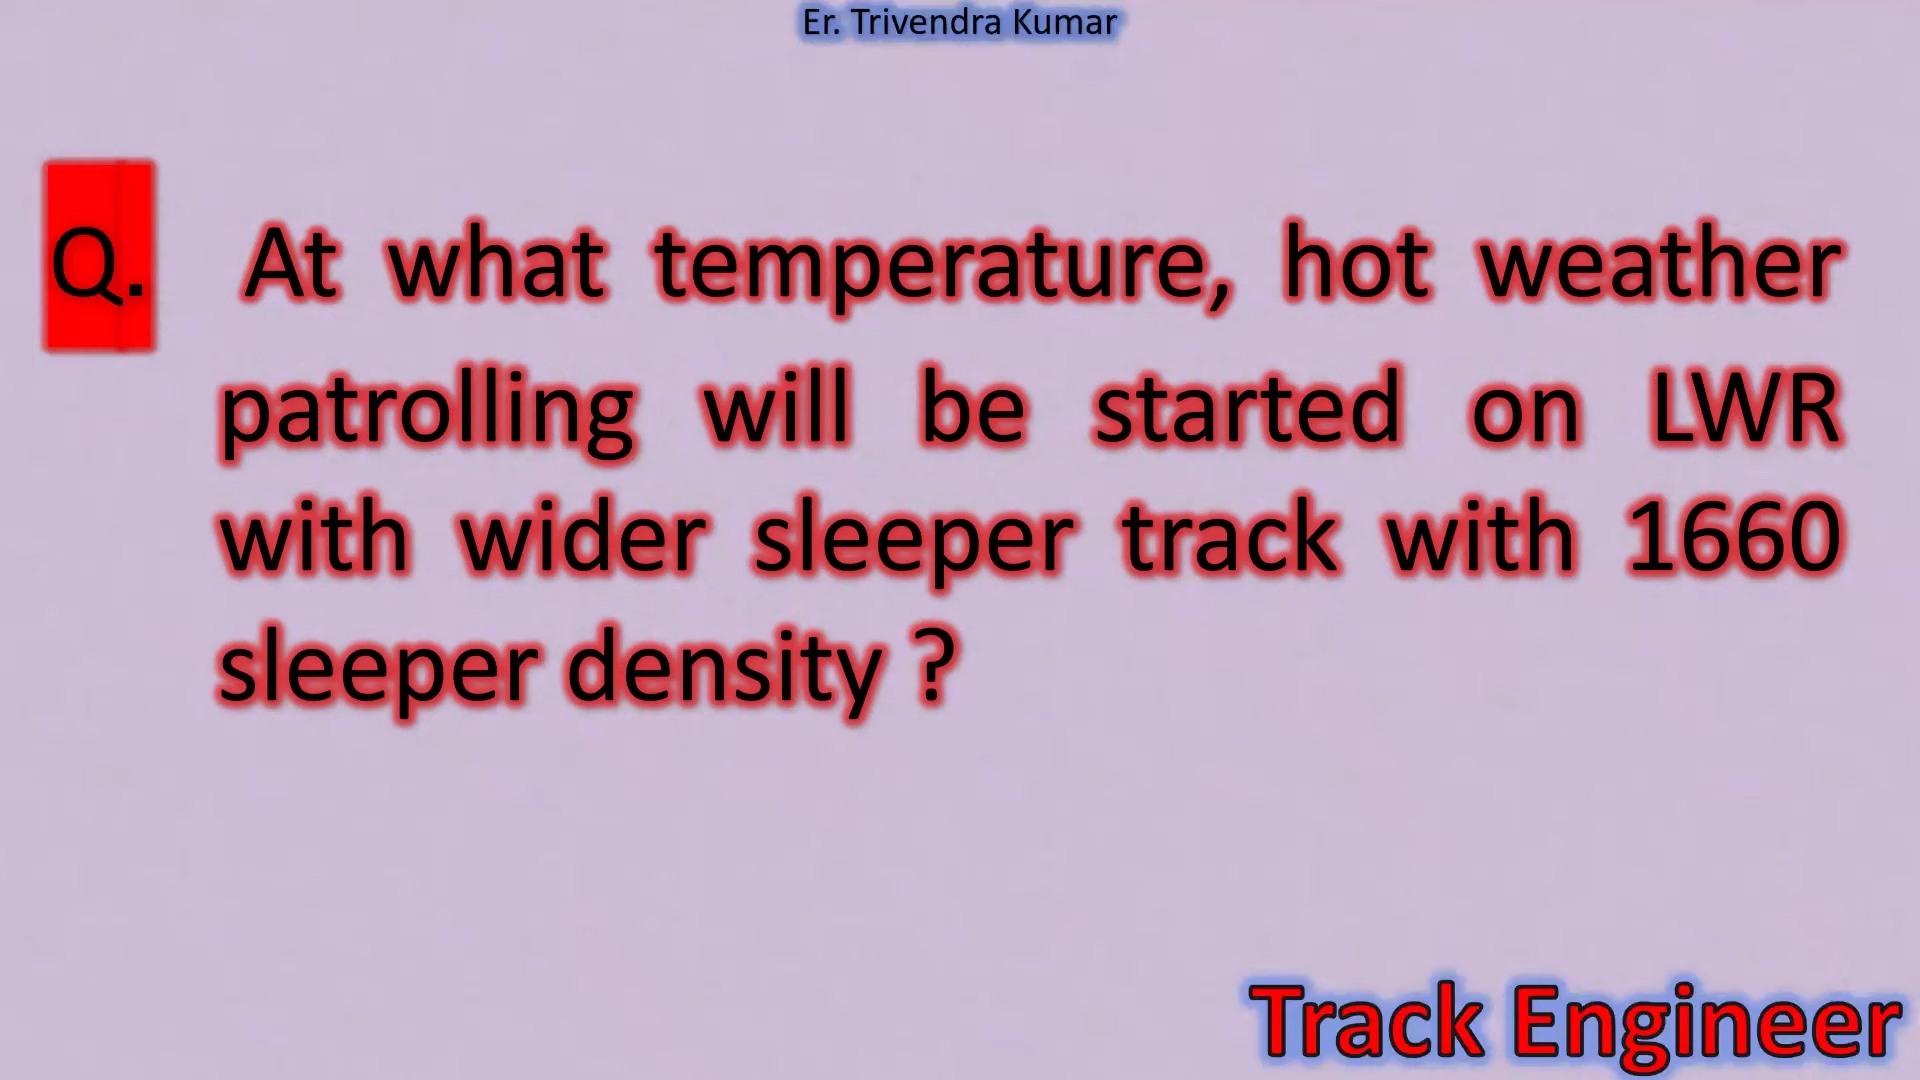 Er. Trivendra Kumar
Q. At what temperature, hot weather
patrolling will be started on LWR
with wider sleeper track with 1660
sleeper density ?
Track Engineer